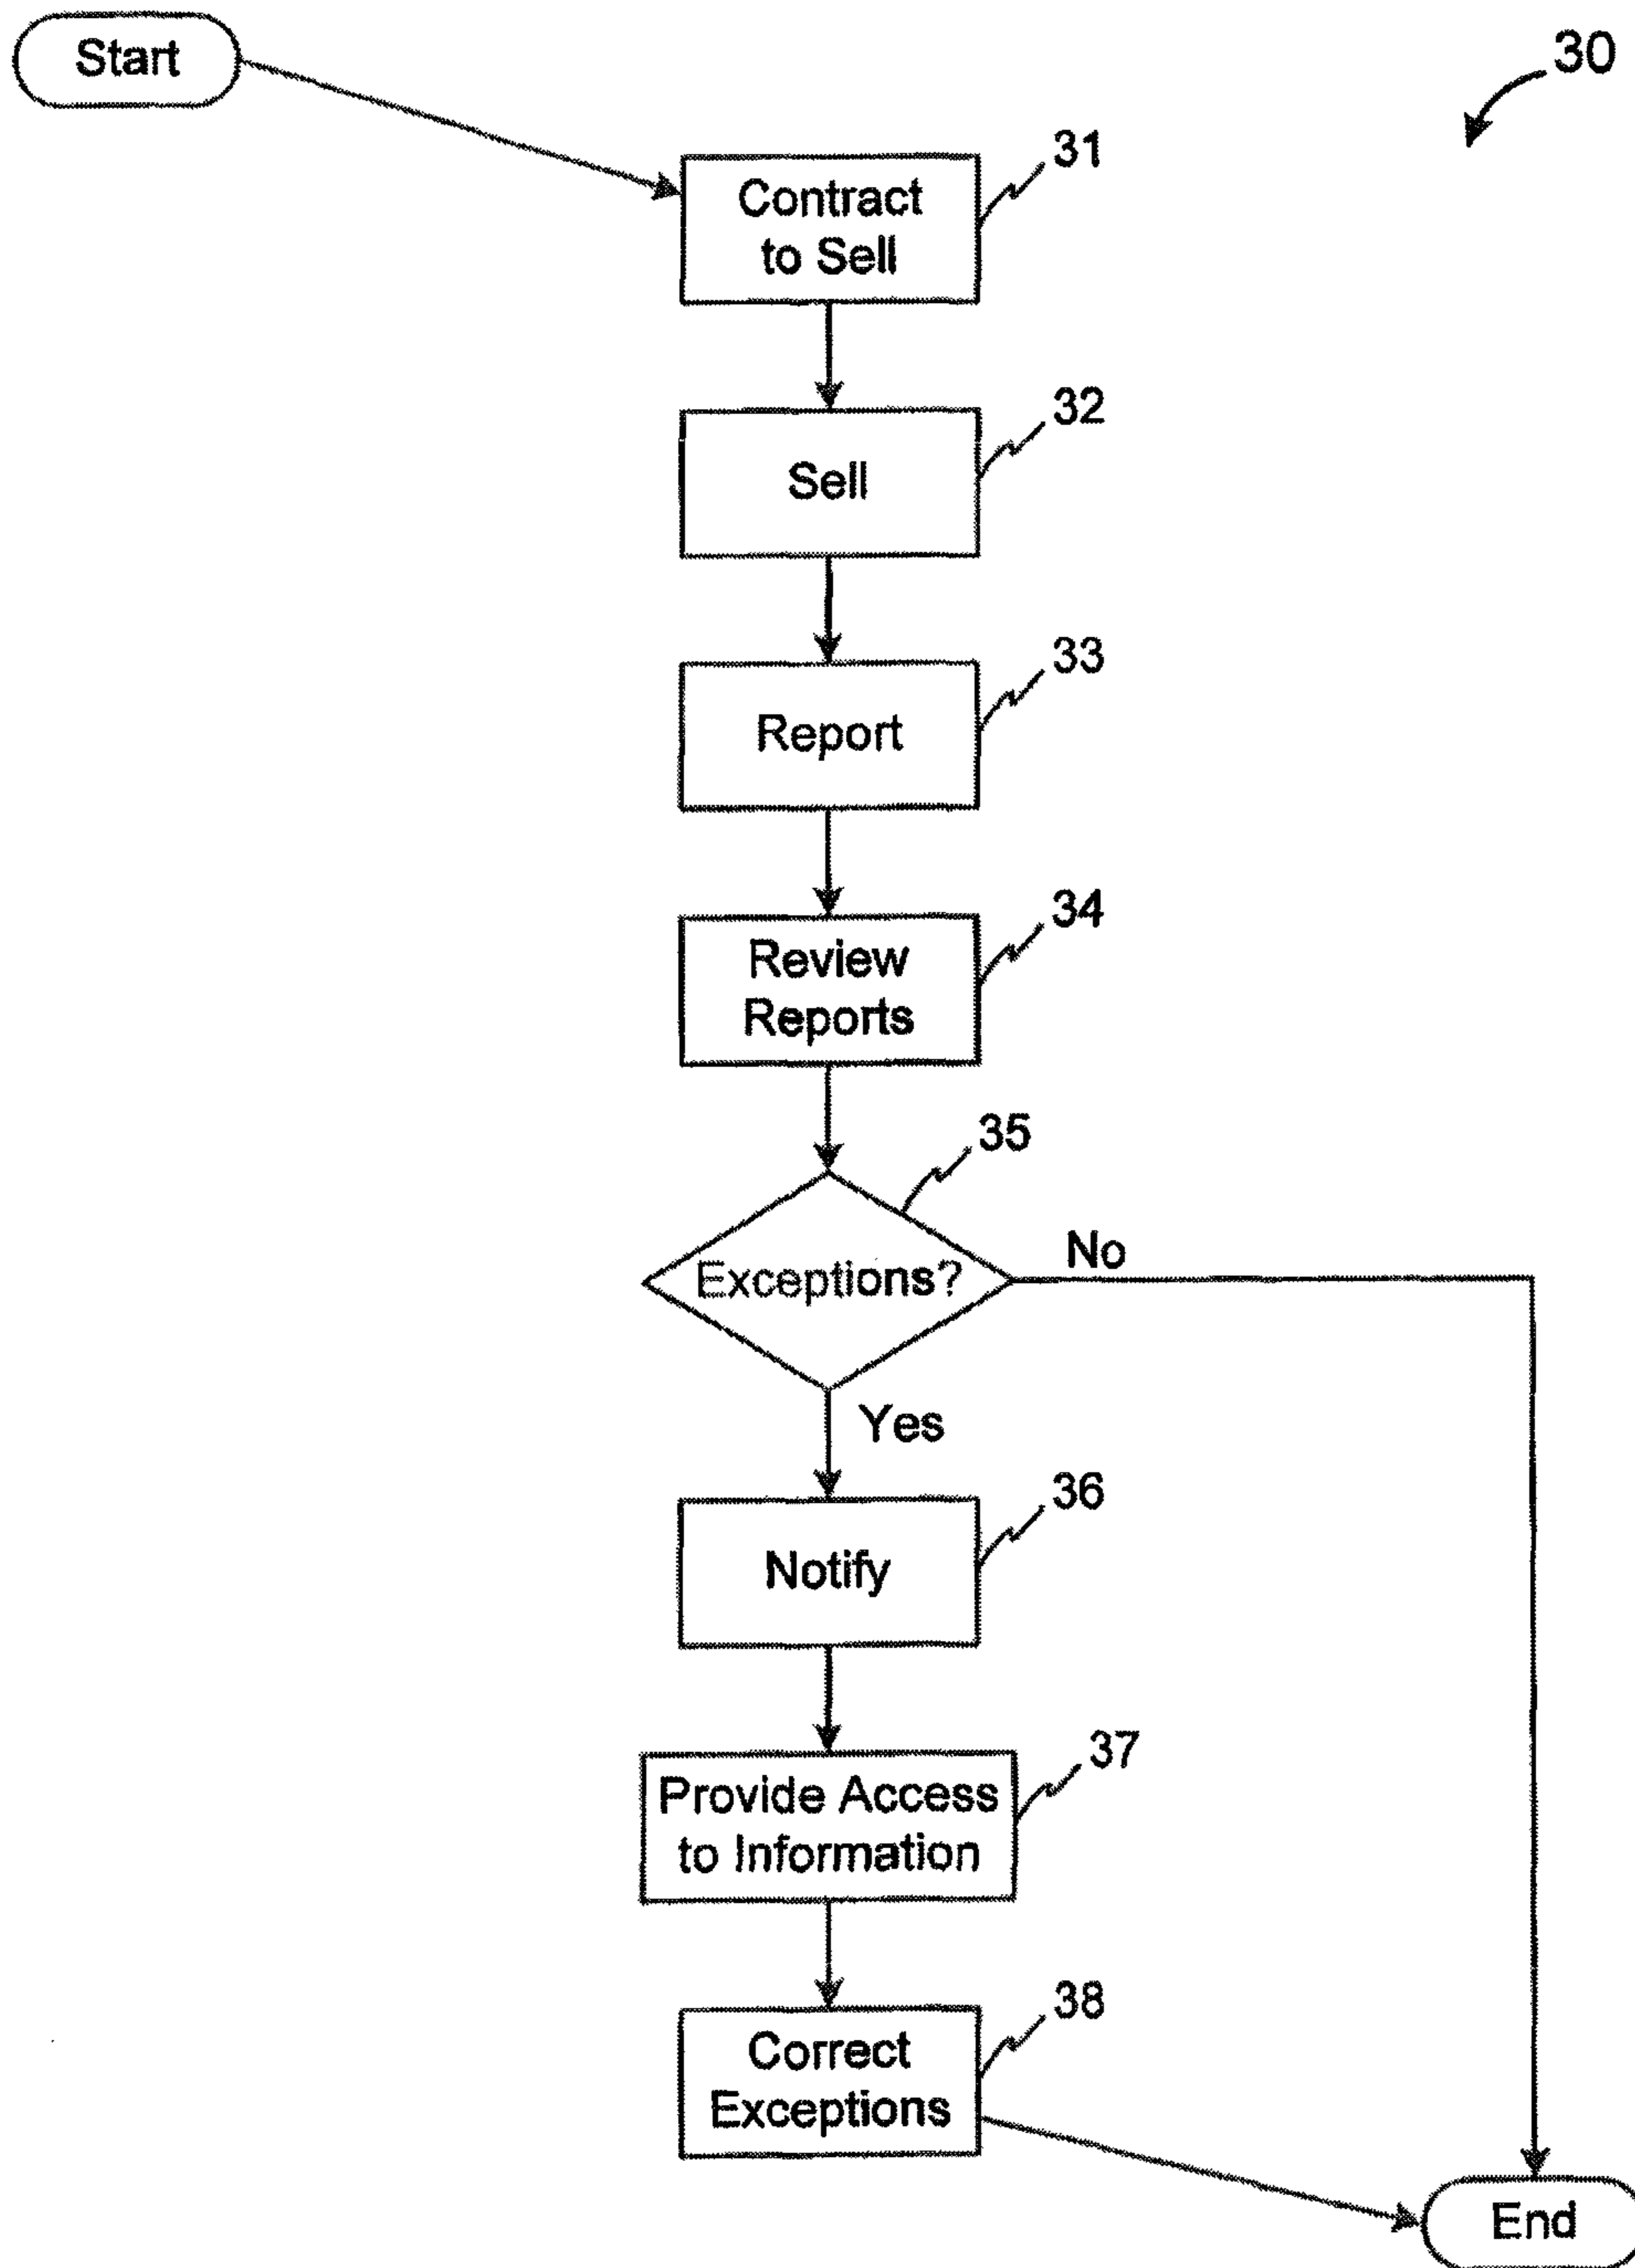 Start
30
31
Contract
to Sell
32
Sell
33
Report
34
Review
Reports
35
Exceptions?
No
Yes
36
Notify
37
Provide Access
to Information
38
Correct
Exceptions
End